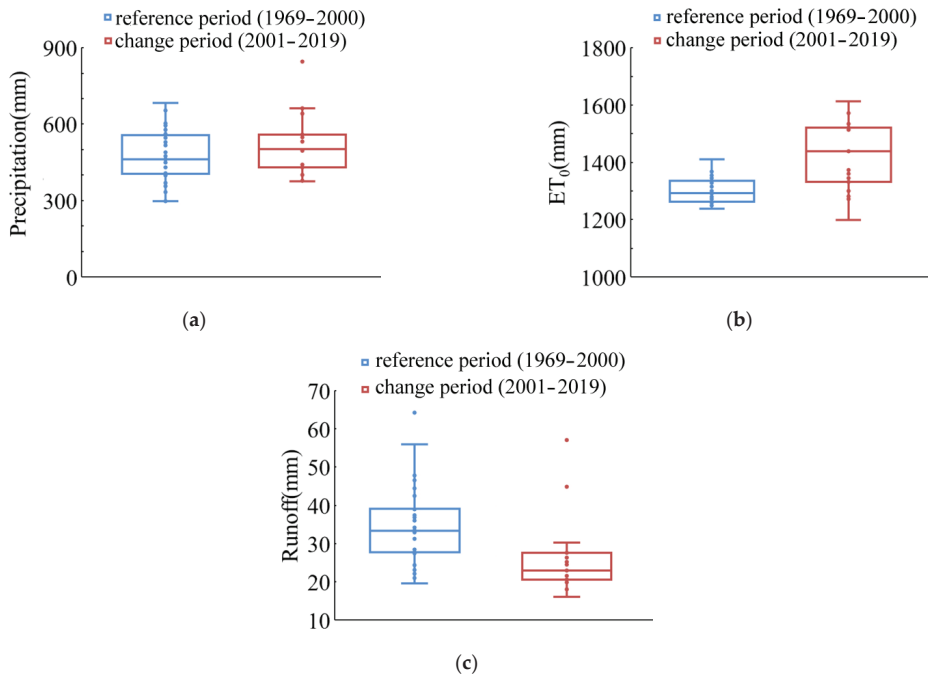 reference period (1969-2000)
change period (2001-2019)
900
600
300
0
Precipitation(mm)
(a)
reference period (1969-2000)
change period (2001-2019)
1800
1600
1400
1200
1000
ET₀(mm)
(b)
reference period (1969-2000)
change period (2001-2019)
70
60
50
40
30
20
10
Runoff(mm)
(c)